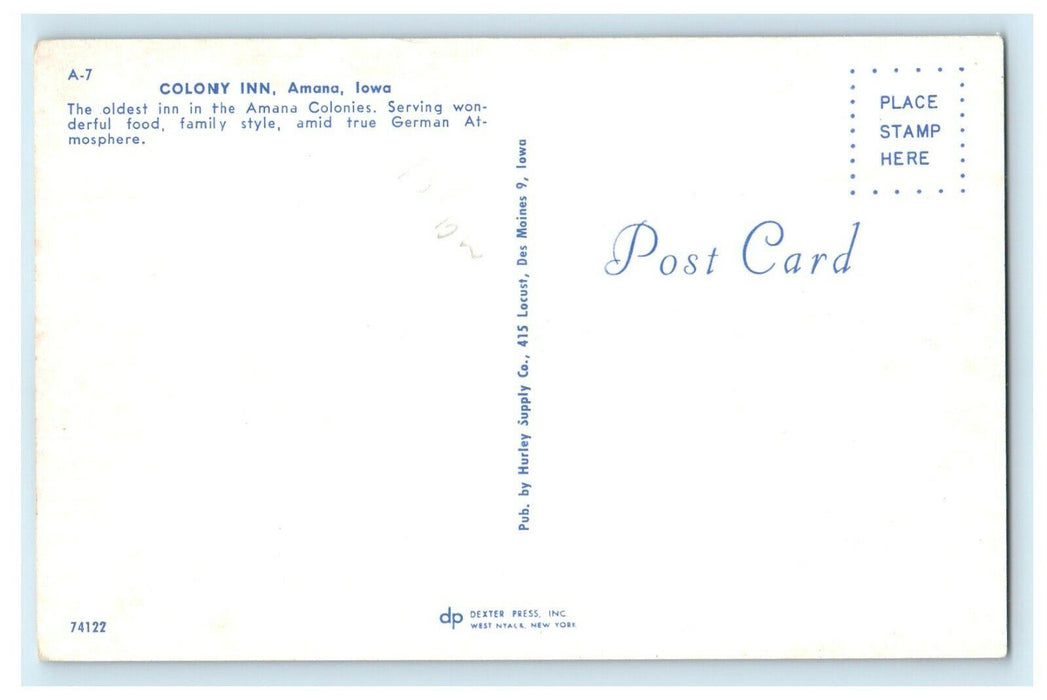 A-7
COLONY INN, Amana, Iowa
The oldest inn in the Amana Colonies. Serving won-
derful food, family style, amid true German At-
mosphere.
Pub. by Hurley Supply Co., 415 Locust, Des Moines 9, Iowa
PLACE
STAMP
HERE
Post Card
74122
dp DEXTER PRESS, INC
WEST NYACK, NEW YORK